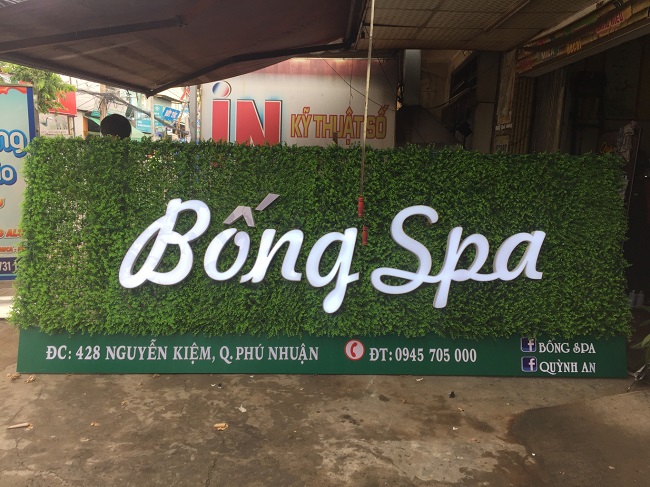 iN
KỸ THUẬT SỐ
Bống Spa
ĐC: 428 NGUYỄN KIỆM, Q. PHÚ NHUẬN
ĐT: 0945 705 000
f BỐNG SPA
f QUỲNH AN
731